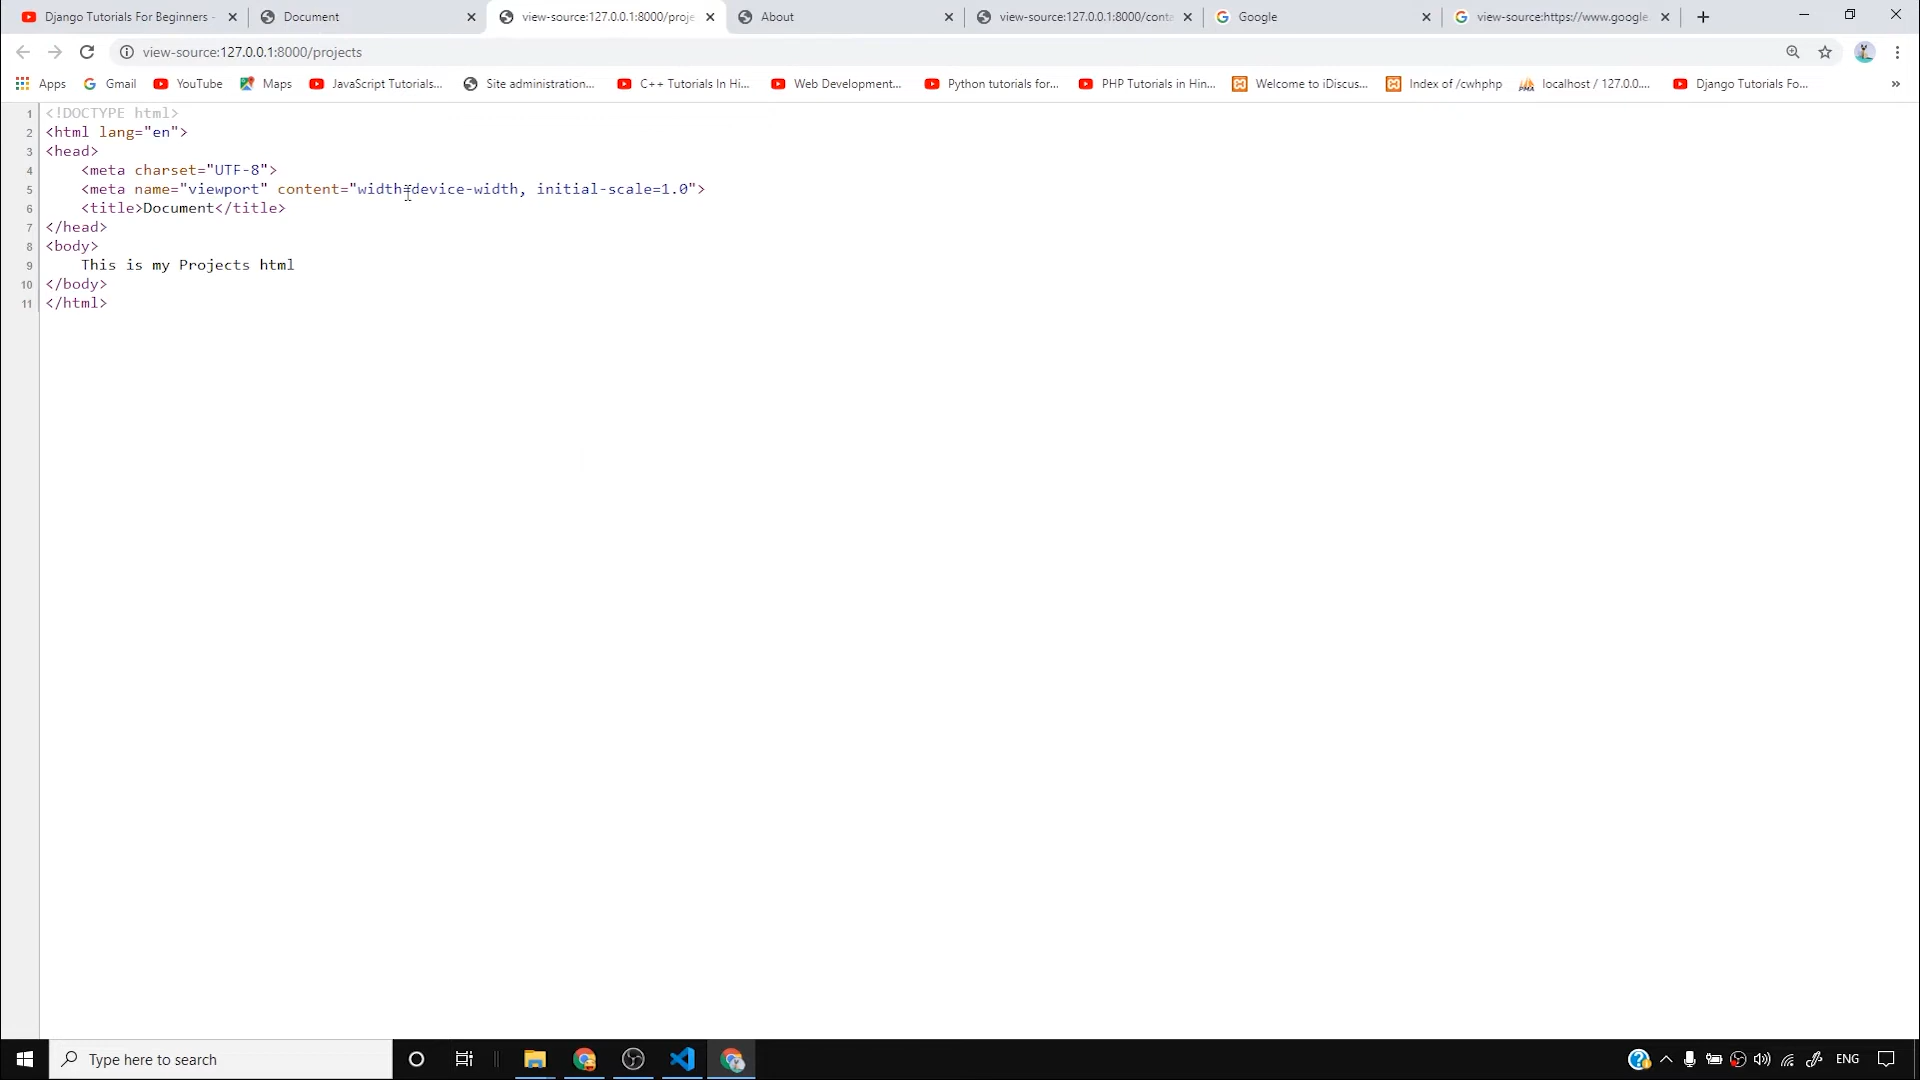 Django Tutorials For Beginners -
Document
view-source:127.0.0.1:8000/proje
About
view-source:127.0.0.1:8000/conta
Google
view-source:https://www.google.
view-source:127.0.0.1:8000/projects
Apps
Gmail
YouTube
Maps
JavaScript Tutorials...
Site administration...
C++ Tutorials In Hi...
Web Development...
Python tutorials for...
PHP Tutorials in Hin...
Welcome to iDiscus...
Index of /cwhphp
localhost / 127.0.0....
Django Tutorials Fo...
»
1 <!DOCTYPE html>
2 <html lang="en">
3 <head>
4 <meta charset="UTF-8">
5 <meta name="viewport" content="width=device-width, initial-scale=1.0">
6 <title>Document</title>
7 </head>
8 <body>
9 This is my Projects html
10 </body>
11 </html>
Type here to search
ENG